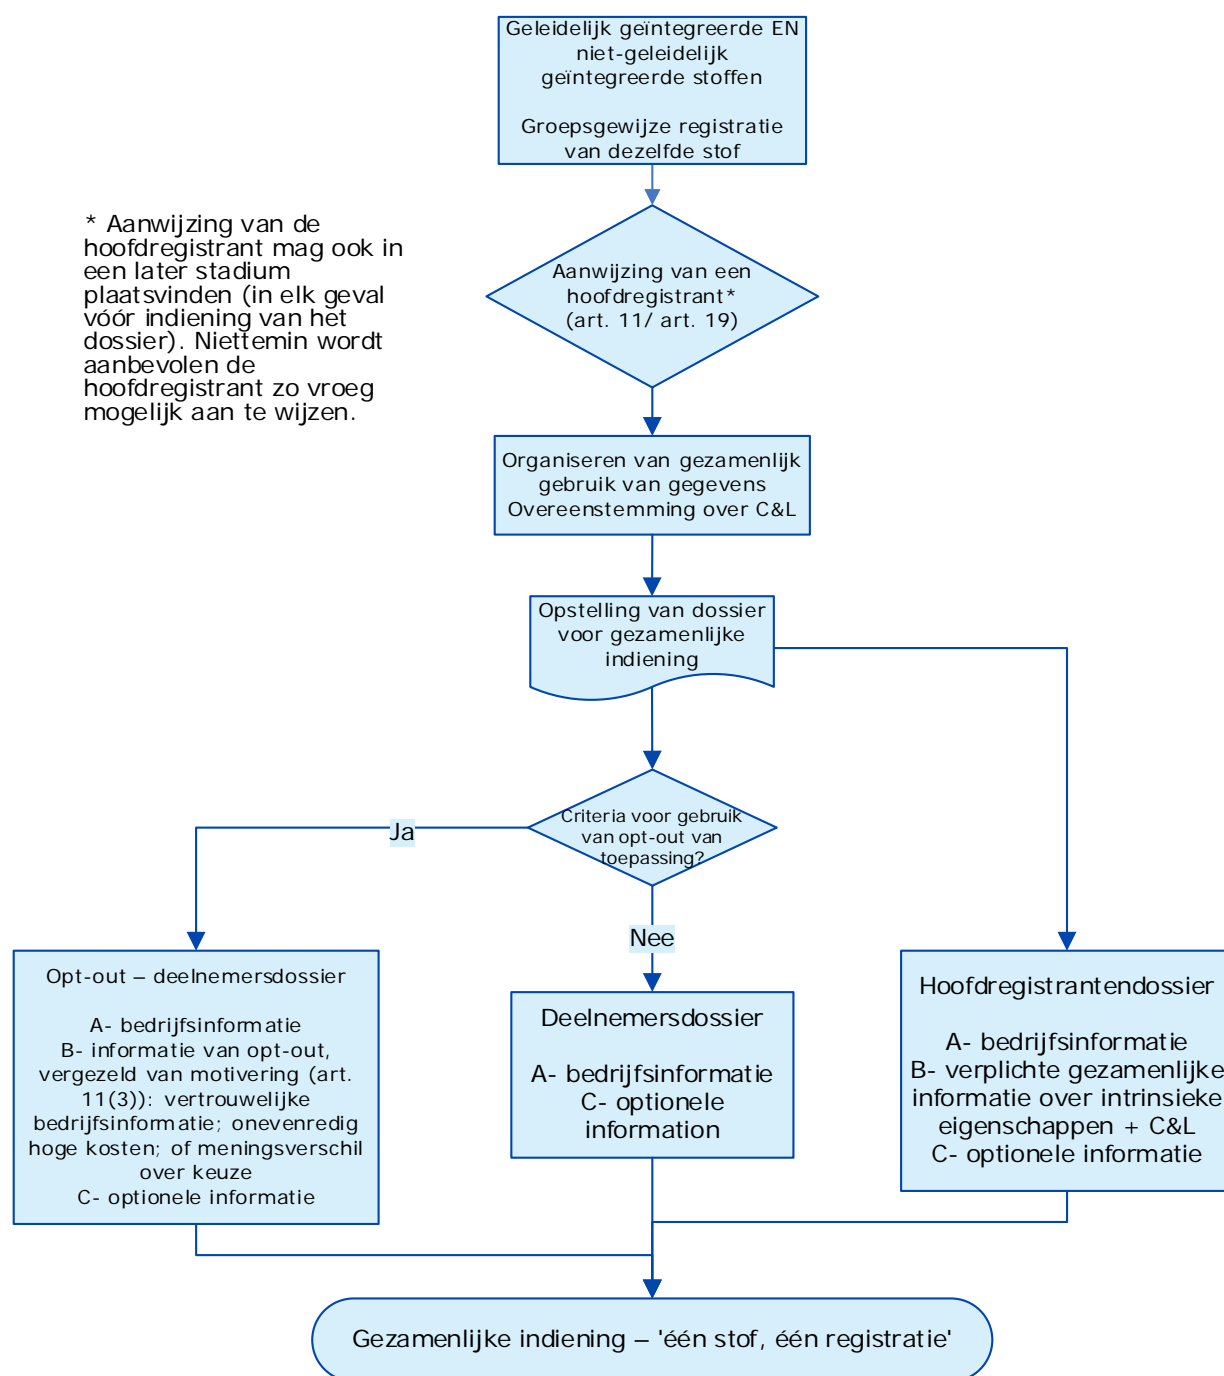 Geleidelijk geïntegreerde EN
niet-geleidelijk
geïntegreerde stoffen
Groepsgewijze registratie
van dezelfde stof
* Aanwijzing van de
hoofdregistrant mag ook in
een later stadium
plaatsvinden (in elk geval
vóór indiening van het
dossier). Niettemin wordt
aanbevolen de
hoofdregistrant zo vroeg
mogelijk aan te wijzen.
Aanwijzing van een
hoofdregistrant*
(art. 11/ art. 19)
Organiseren van gezamenlijk
gebruik van gegevens
Overeenstemming over C&L
Opstelling van dossier
voor gezamenlijke
indiening
Criteria voor gebruik
van opt-out van
toepassing?
Ja
Nee
Opt-out – deelnemersdossier
A- bedrijfsinformatie
B- informatie van opt-out,
vergezeld van motivering (art.
11(3)): vertrouwelijke
bedrijfsinformatie; onevenredig
hoge kosten; of meningsverschil
over keuze
C- optionele informatie
Deelnemersdossier
A- bedrijfsinformatie
C- optionele
information
Hoofdregistrantendossier
A- bedrijfsinformatie
B- verplichte gezamenlijke
informatie over intrinsieke
eigenschappen + C&L
C- optionele informatie
Gezamenlijke indiening – 'één stof, één registratie'